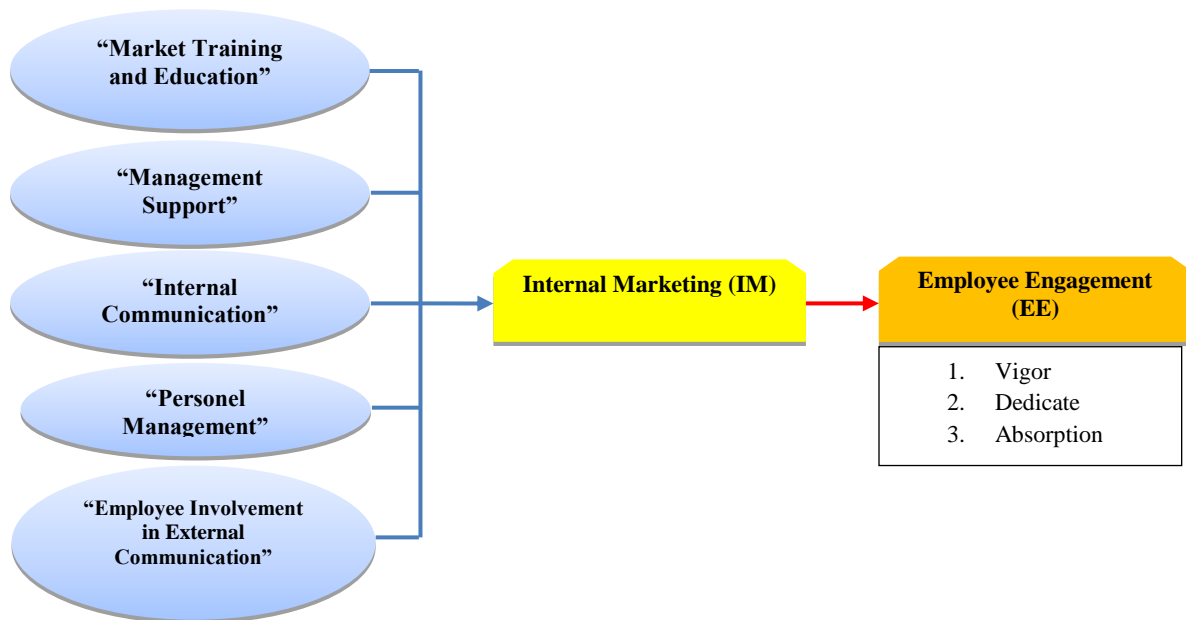 “Market Training
and Education”
“Management
Support”
“Internal
Communication”
“Personel
Management”
“Employee Involvement
in External
Communication”
Internal Marketing (IM)
Employee Engagement
(EE)
1. Vigor
2. Dedicate
3. Absorption